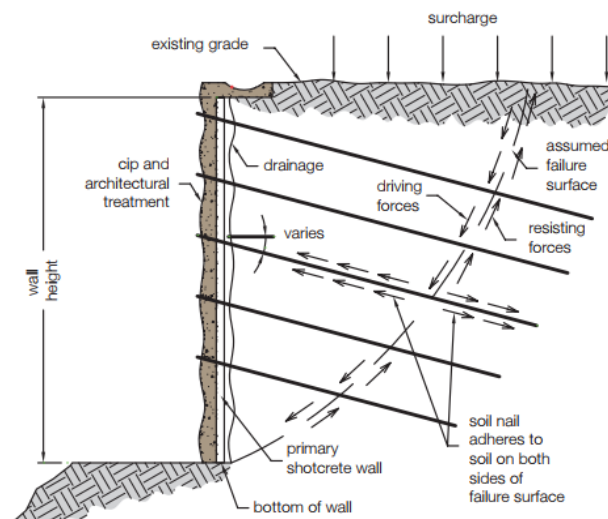 surcharge
existing grade
assumed
failure
surface
drainage
cip and
architectural
treatment
driving
forces
resisting
forces
varies
wall
height
primary
shotcrete wall
soil nail
adheres to
soil on both
sides of
failure surface
bottom of wall